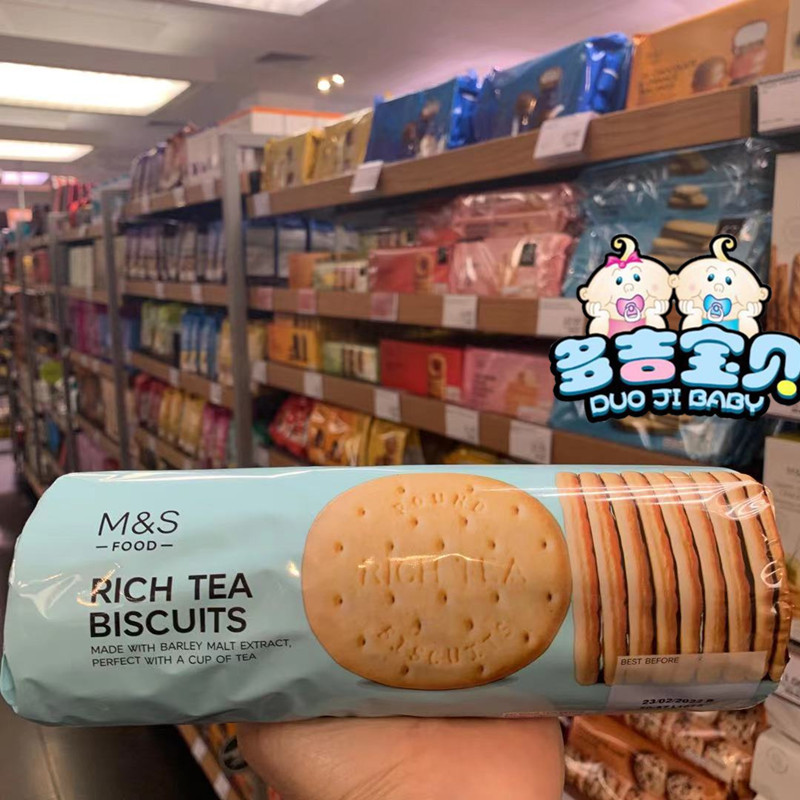 多吉宝贝
DUO JI BABY
M&S
FOOD
RICH TEA
BISCUITS
MADE WITH BARLEY MALT EXTRACT,
PERFECT WITH A CUP OF TEA
RICH TEA
BISCUITS
BEST BEFORE